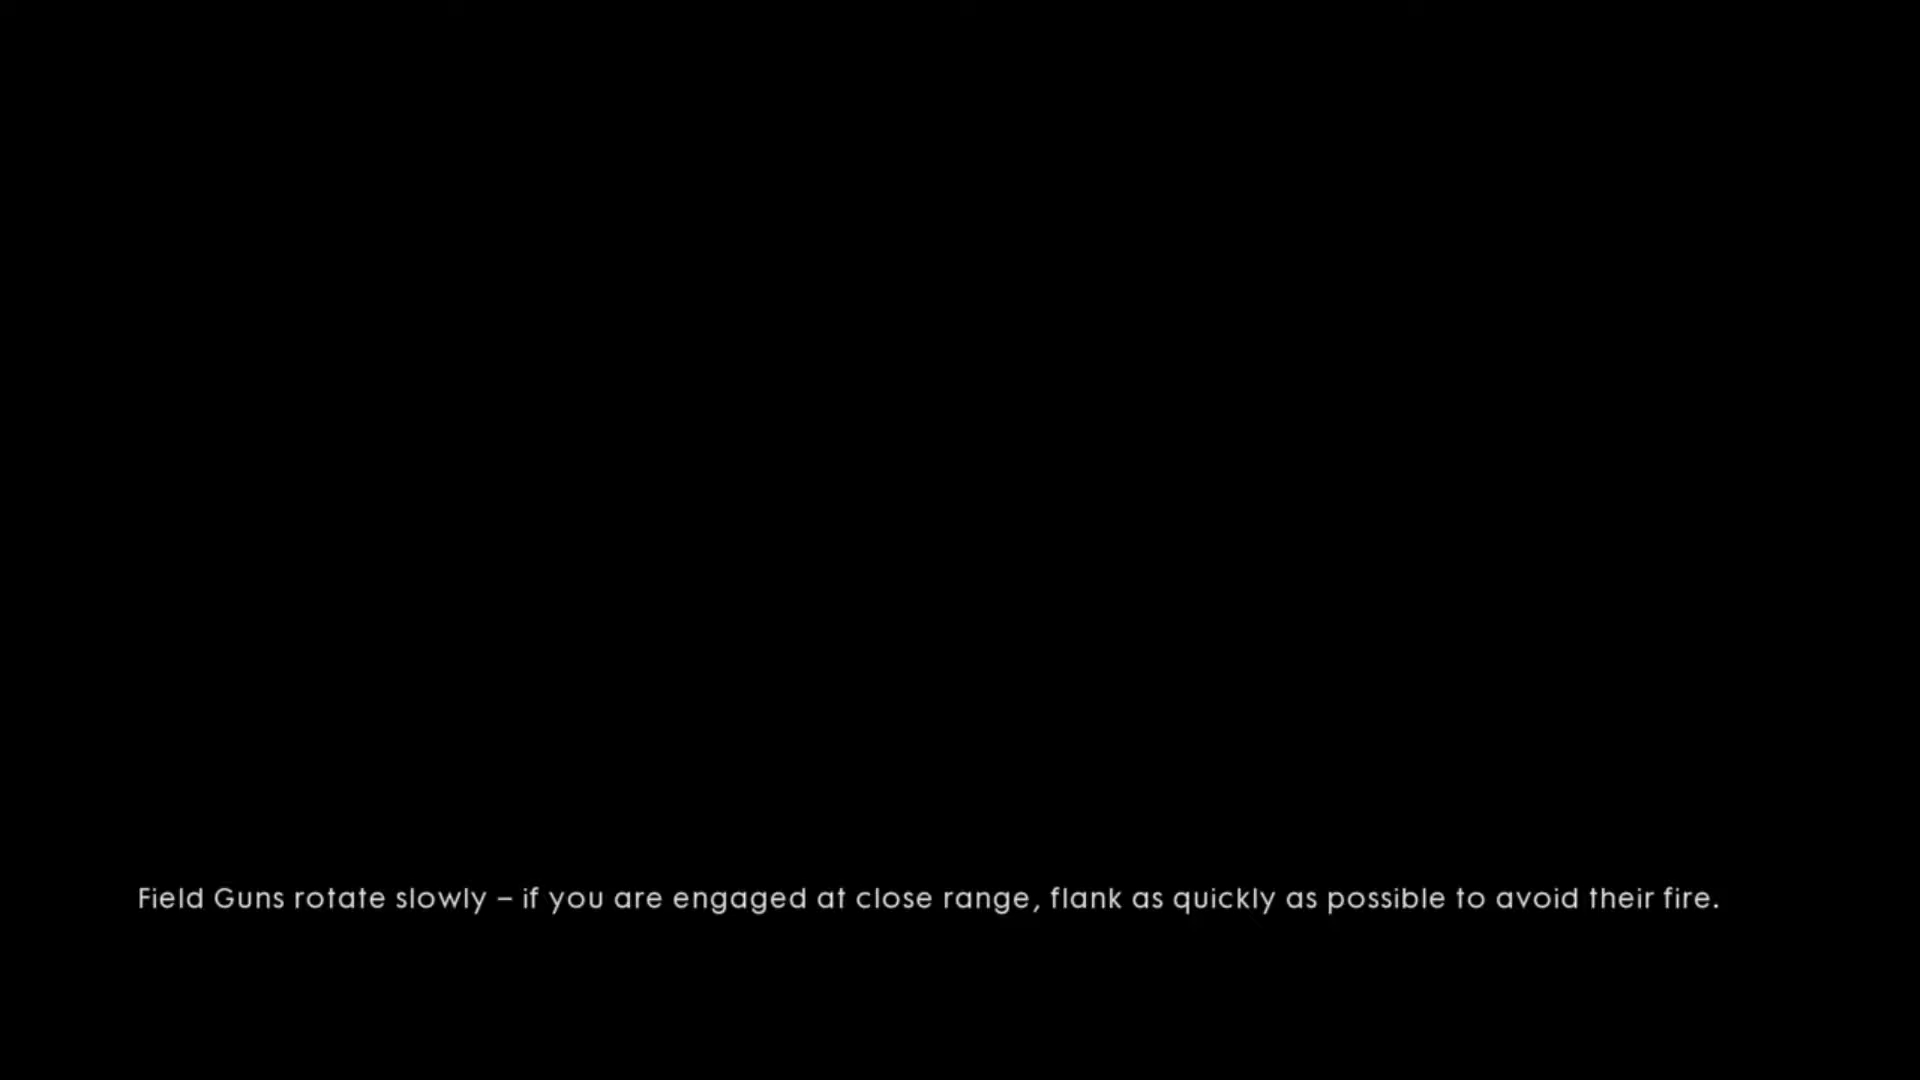 Field Guns rotate slowly – if you are engaged at close range, flank as quickly as possible to avoid their fire.